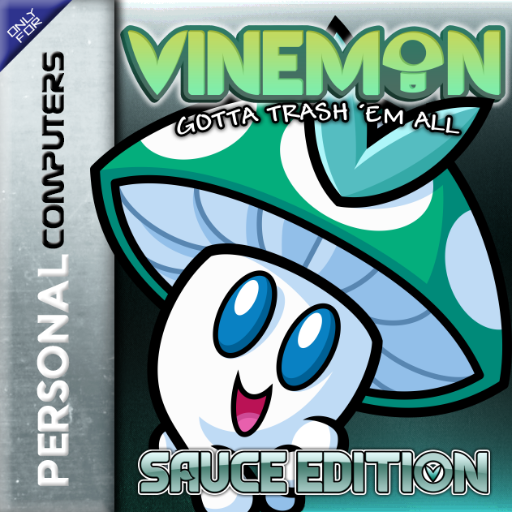 ONLY
FOR
PERSONAL COMPUTERS
VINEMON
GOTTA TRASH 'EM ALL
SAUCE EDITION